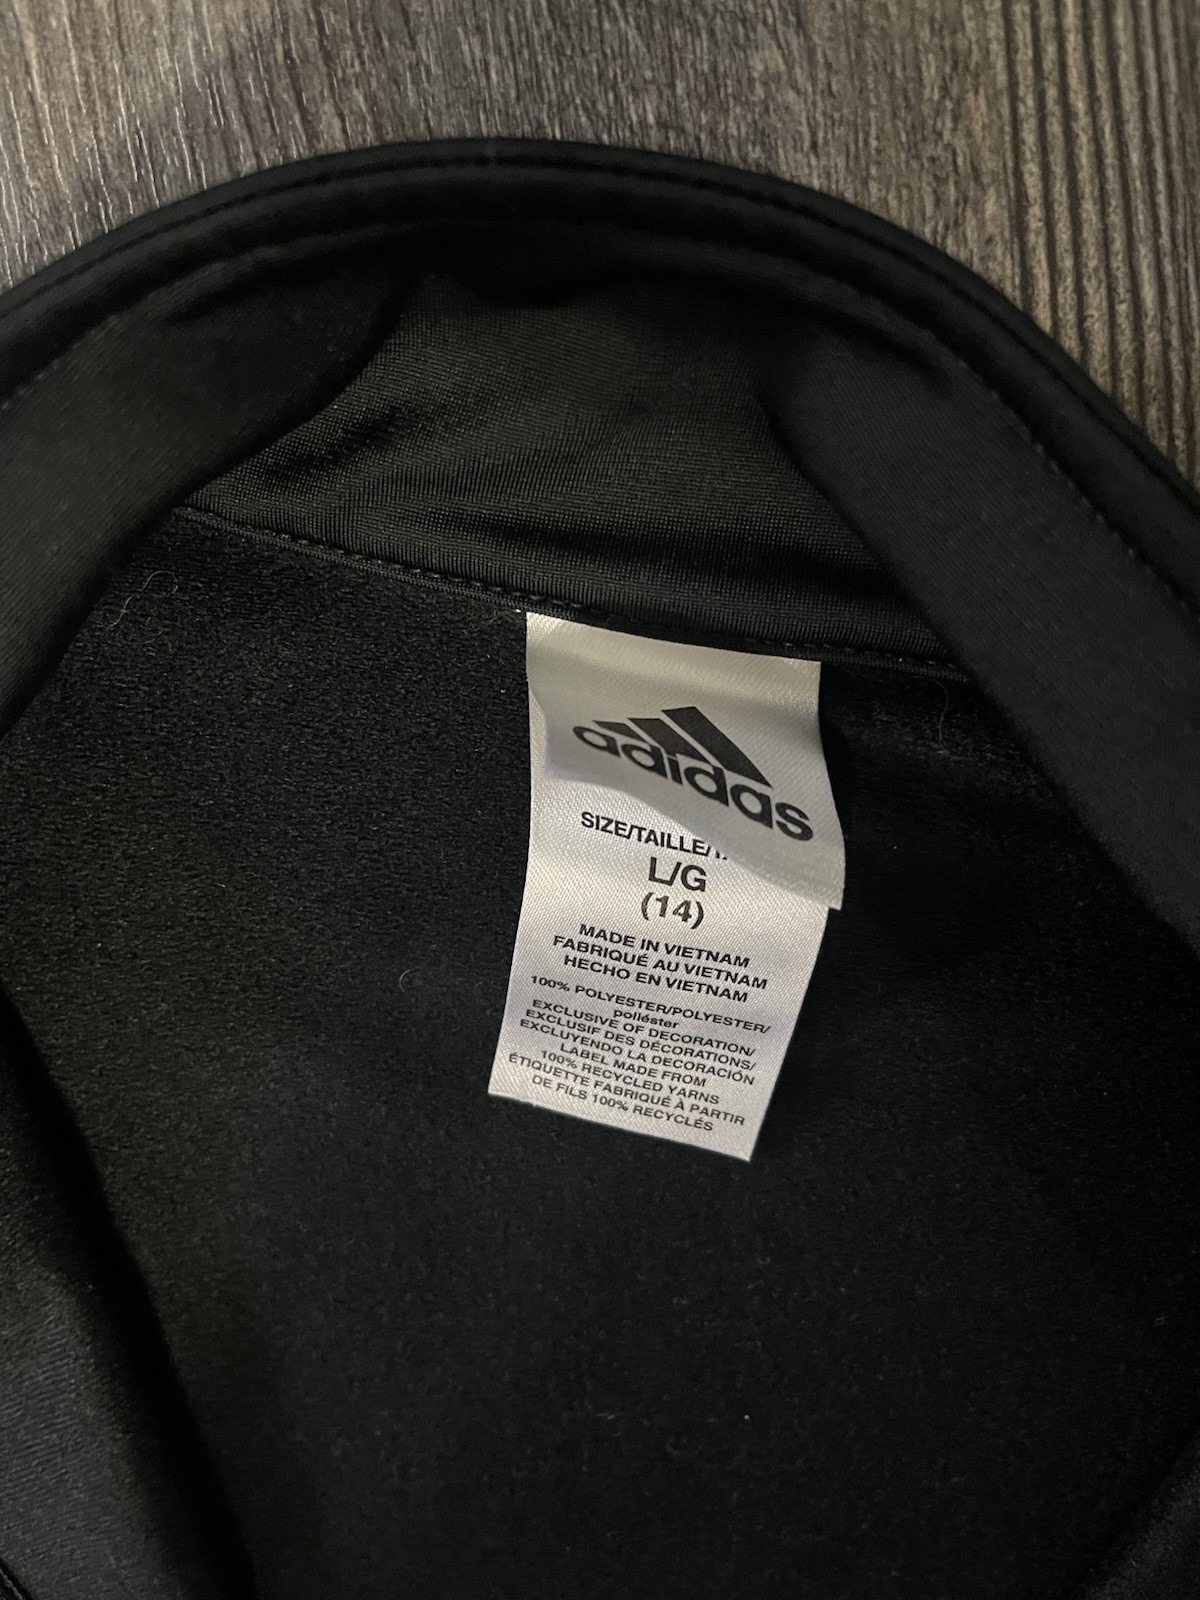 adidas
SIZE/TAILLE/
L/G
(14)
MADE IN VIETNAM
FABRIQUÉ AU VIETNAM
HECHO EN VIETNAM
100% POLYESTER/POLYESTER/
poliéster
EXCLUSIVE OF DECORATION/
EXCLUSIF DES DÉCORATIONS/
EXCLUYENDO LA DECORACIÓN
LABEL MADE FROM
100% RECYCLED YARNS
ÉTIQUETTE FABRIQUÉ À PARTIR
DE FILS 100% RECYCLÉS